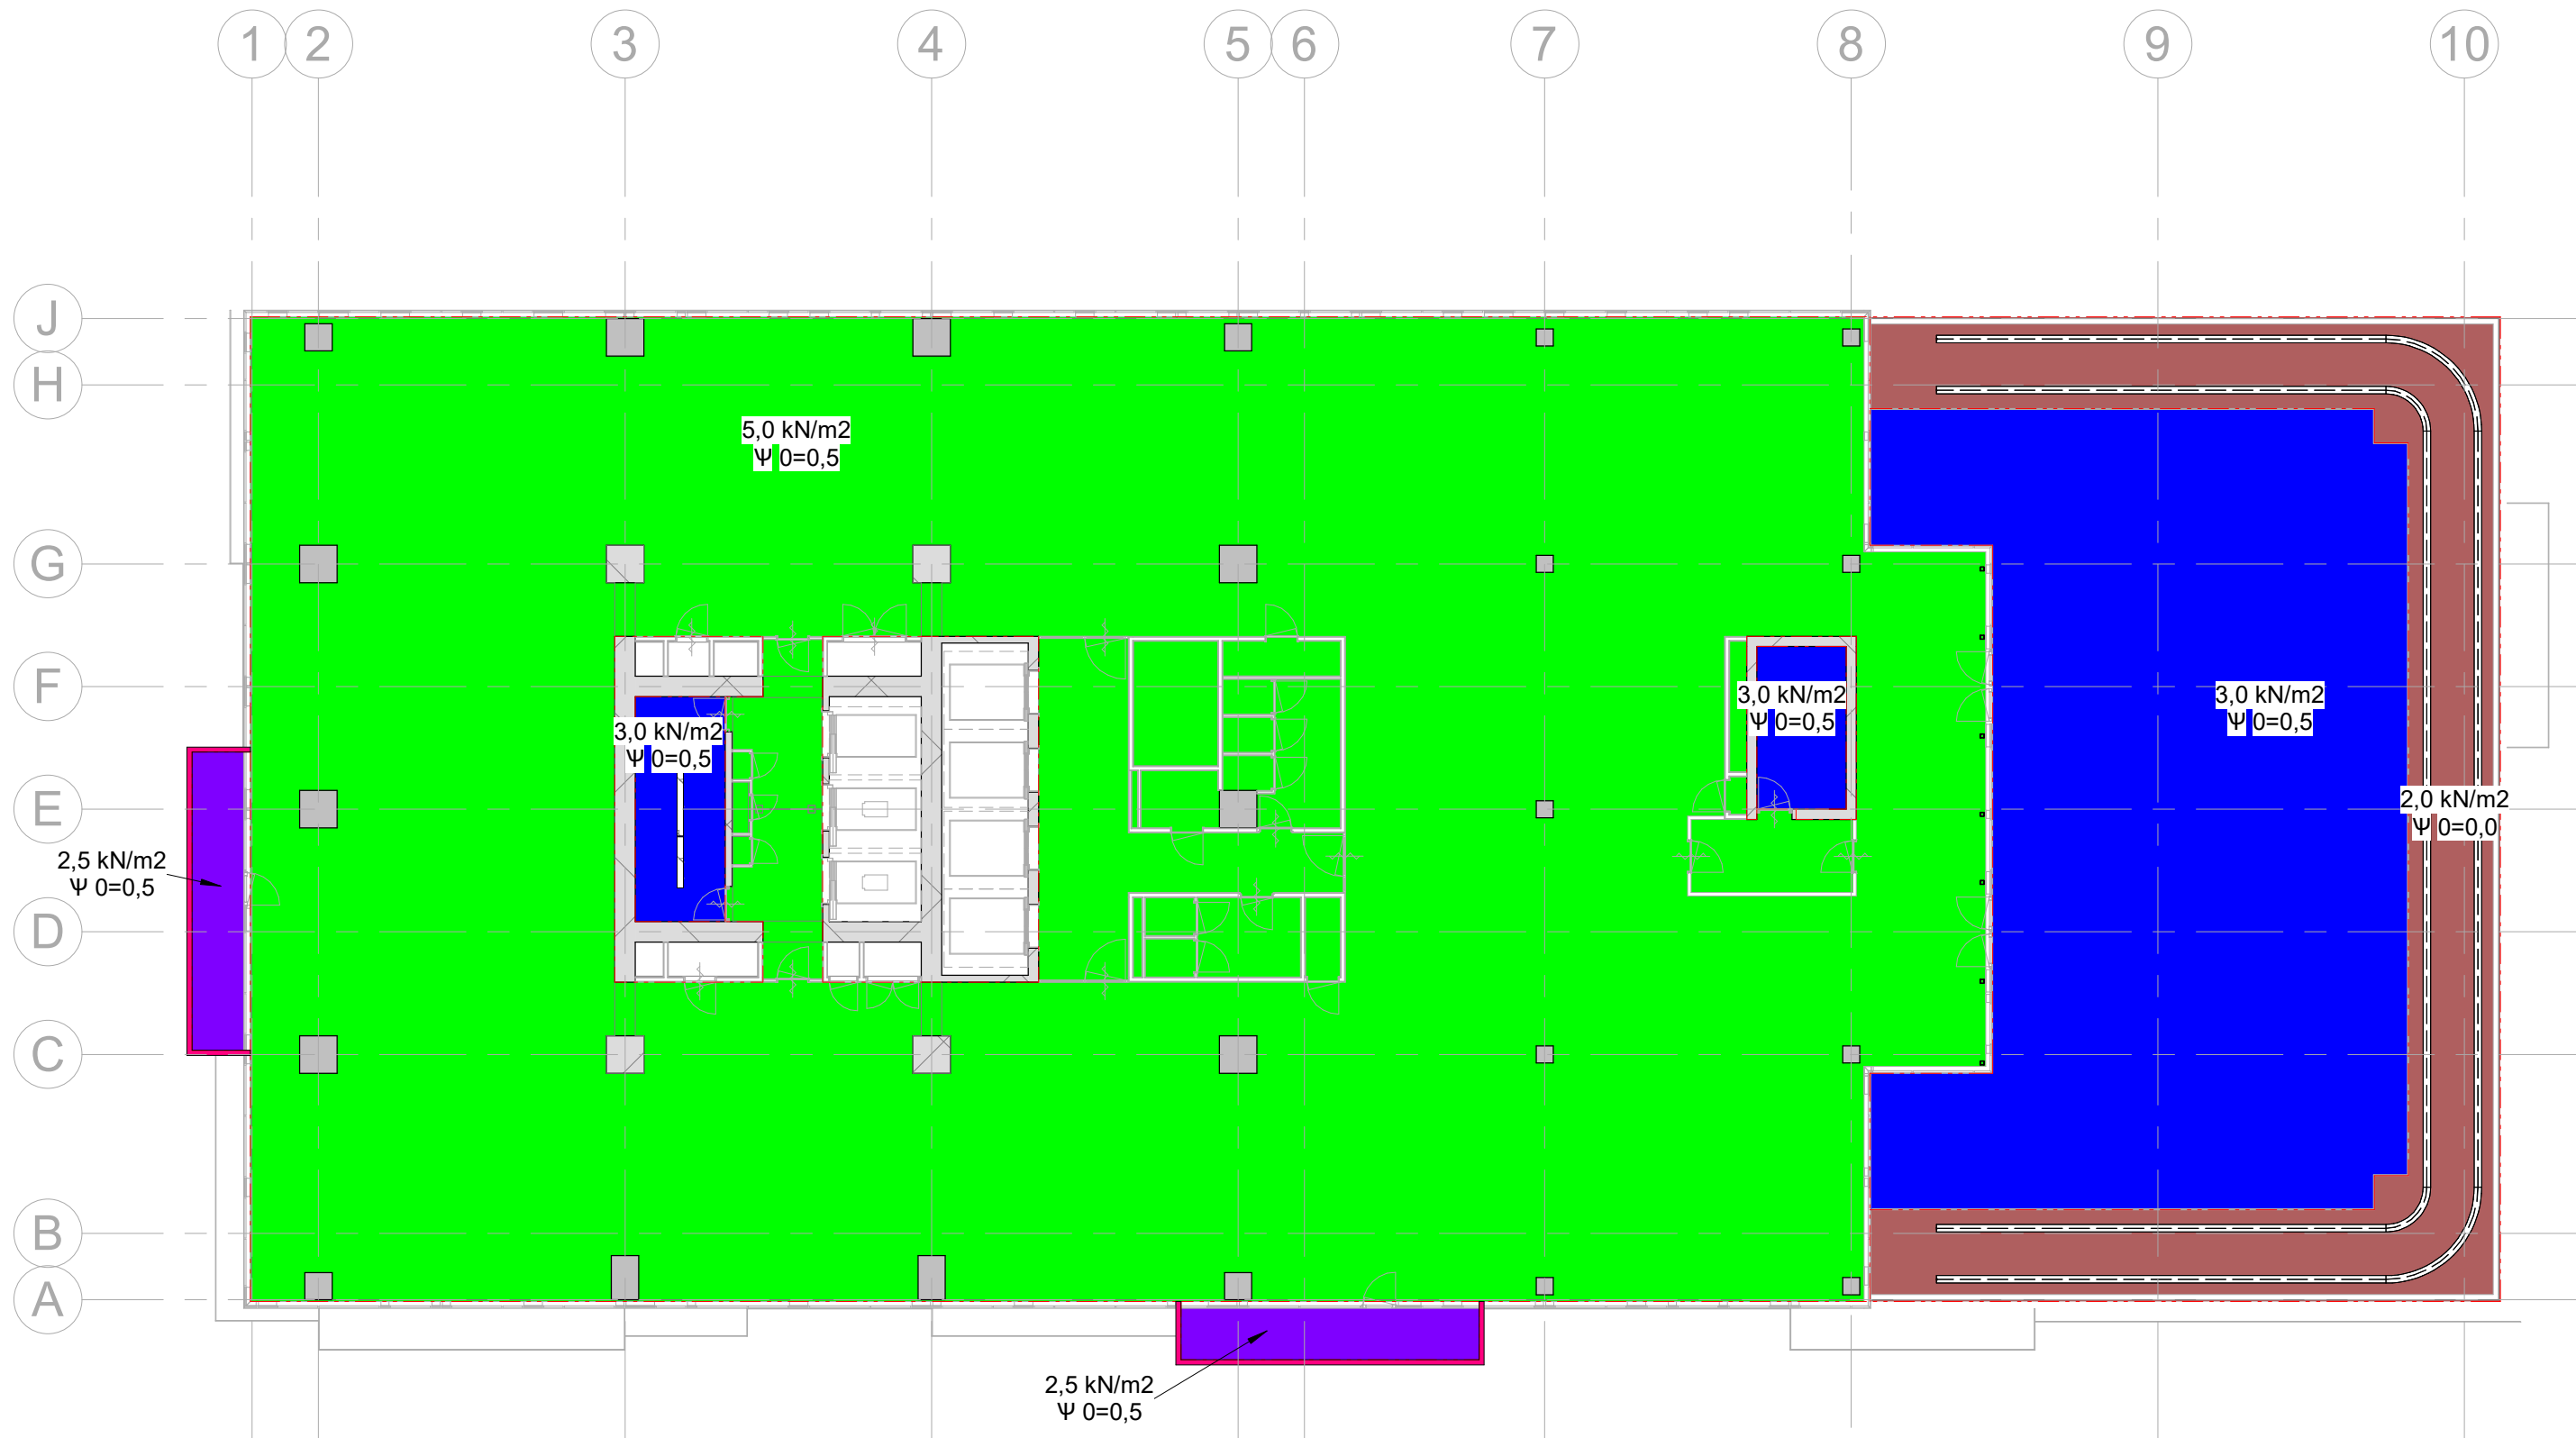 1 2 3 4 5 6 7 8 9 10
J
H
5,0 kN/m2
Ψ 0=0,5
G
F
3,0 kN/m2
Ψ 0=0,5
3,0 kN/m2
Ψ 0=0,5
3,0 kN/m2
Ψ 0=0,5
E
2,0 kN/m2
Ψ 0=0,0
2,5 kN/m2
Ψ 0=0,5
D
C
B
A
2,5 kN/m2
Ψ 0=0,5